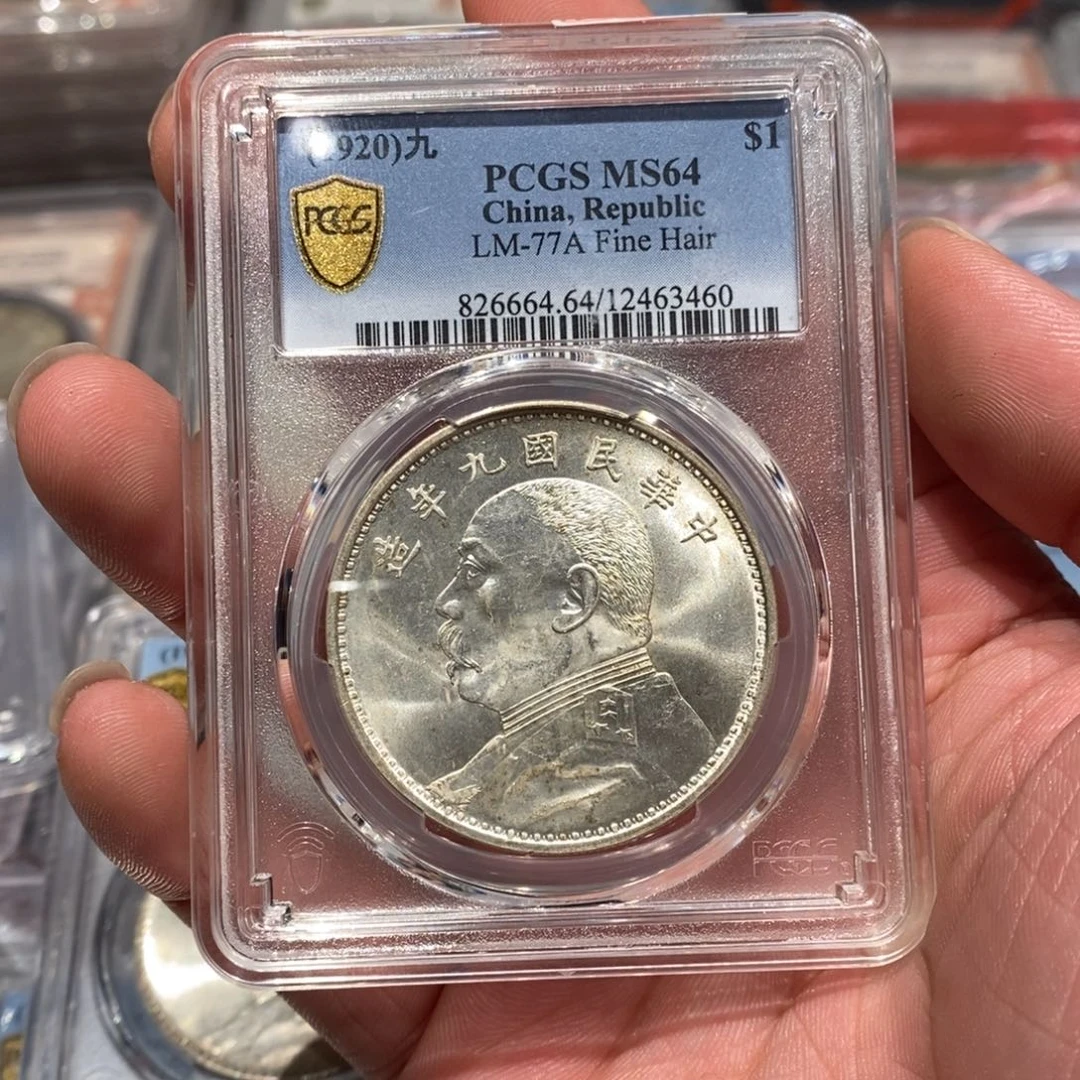 (1920)九 $1
PCGS MS64
China, Republic
LM-77A Fine Hair
826664.64/12463460
PCGS
中華民國九年造
PCGS